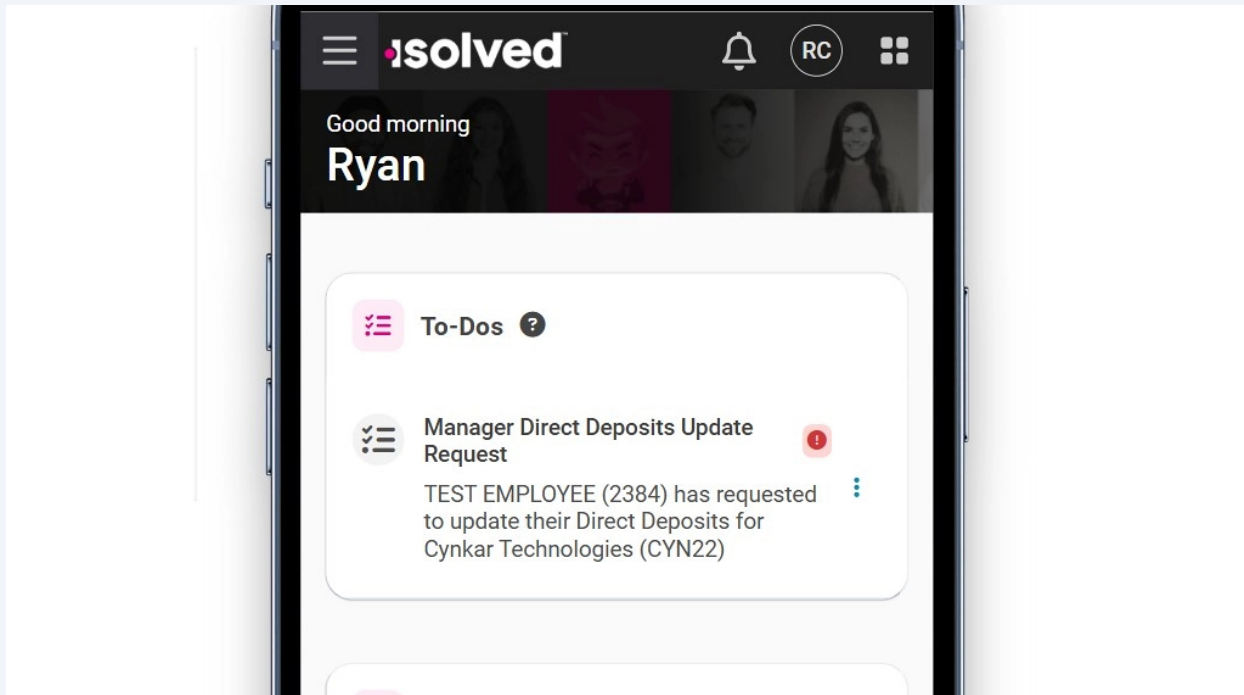 isolved
RC
Good morning
Ryan
To-Dos ?
Manager Direct Deposits Update
Request
!
TEST EMPLOYEE (2384) has requested
to update their Direct Deposits for
Cynkar Technologies (CYN22)